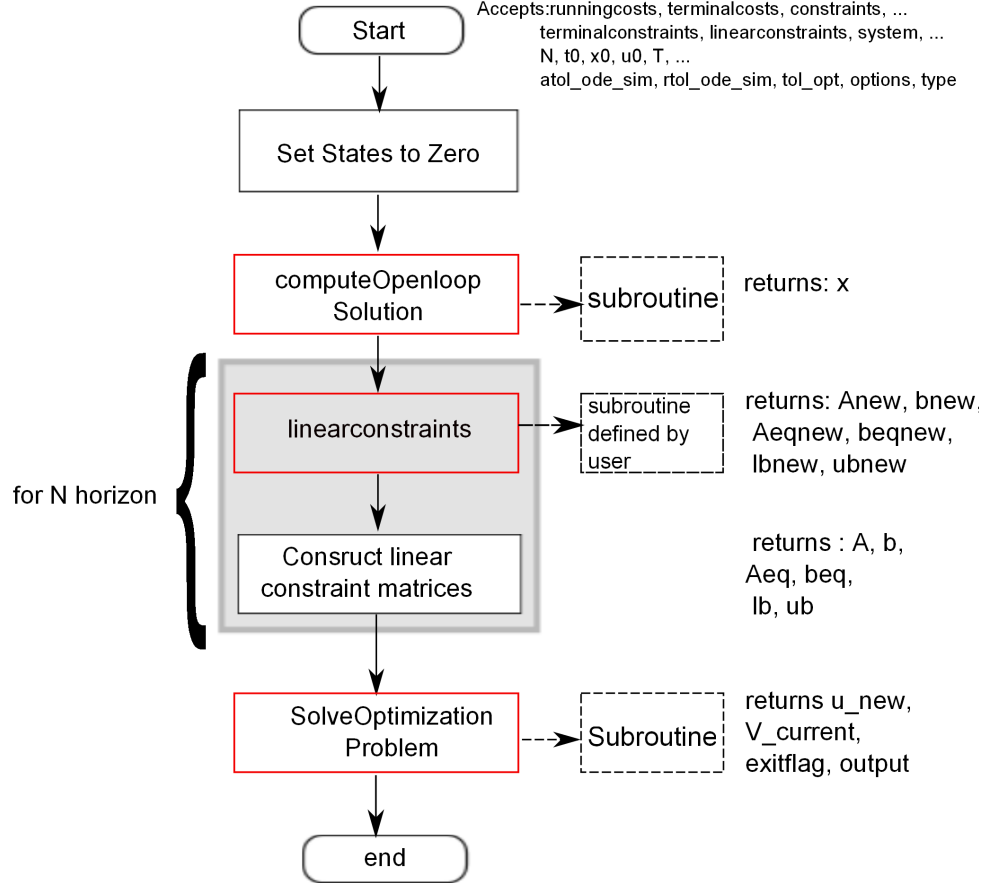 Start
Accepts:runningcosts, terminalcosts, constraints, ...
terminalconstraints, linearconstraints, system, ...
N, t0, x0, u0, T, ...
atol_ode_sim, rtol_ode_sim, tol_opt, options, type
Set States to Zero
computeOpenloop
Solution
subroutine
returns: x
for N horizon
linearconstraints
subroutine
defined by
user
returns: Anew, bnew,
Aeqnew, beqnew,
lbnew, ubnew
Consruct linear
constraint matrices
returns : A, b,
Aeq, beq,
lb, ub
SolveOptimization
Problem
Subroutine
returns u_new,
V_current,
exitflag, output
end